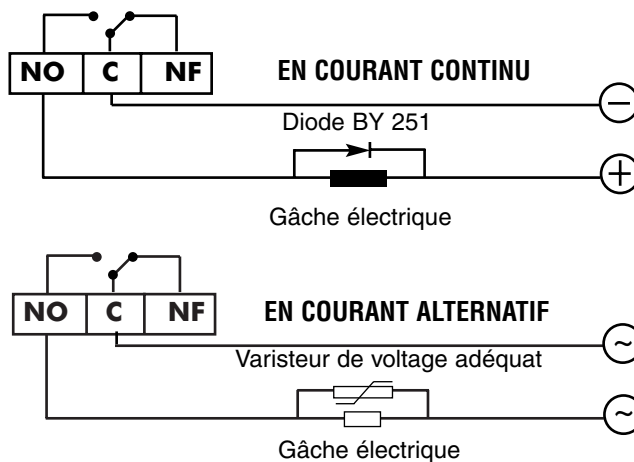 NO C NF
EN COURANT CONTINU
−
Diode BY 251
+
Gâche électrique
NO C NF
EN COURANT ALTERNATIF
~
Varisteur de voltage adéquat
~
Gâche électrique